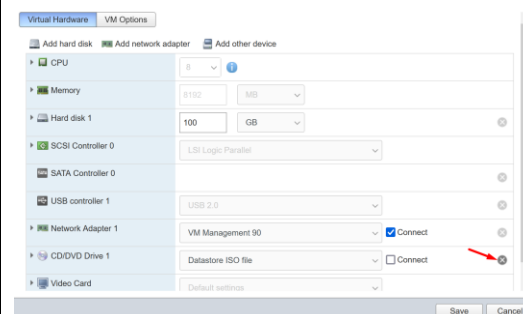 Virtual Hardware VM Options
Add hard disk Add network adapter Add other device
CPU 8
Memory 8192 MB
Hard disk 1 100 GB
SCSI Controller 0 LSI Logic Parallel
SATA Controller 0
USB controller 1 USB 2.0
Network Adapter 1 VM Management 90 Connect
CD/DVD Drive 1 Datastore ISO file Connect
Video Card Default settings
Save Cancel